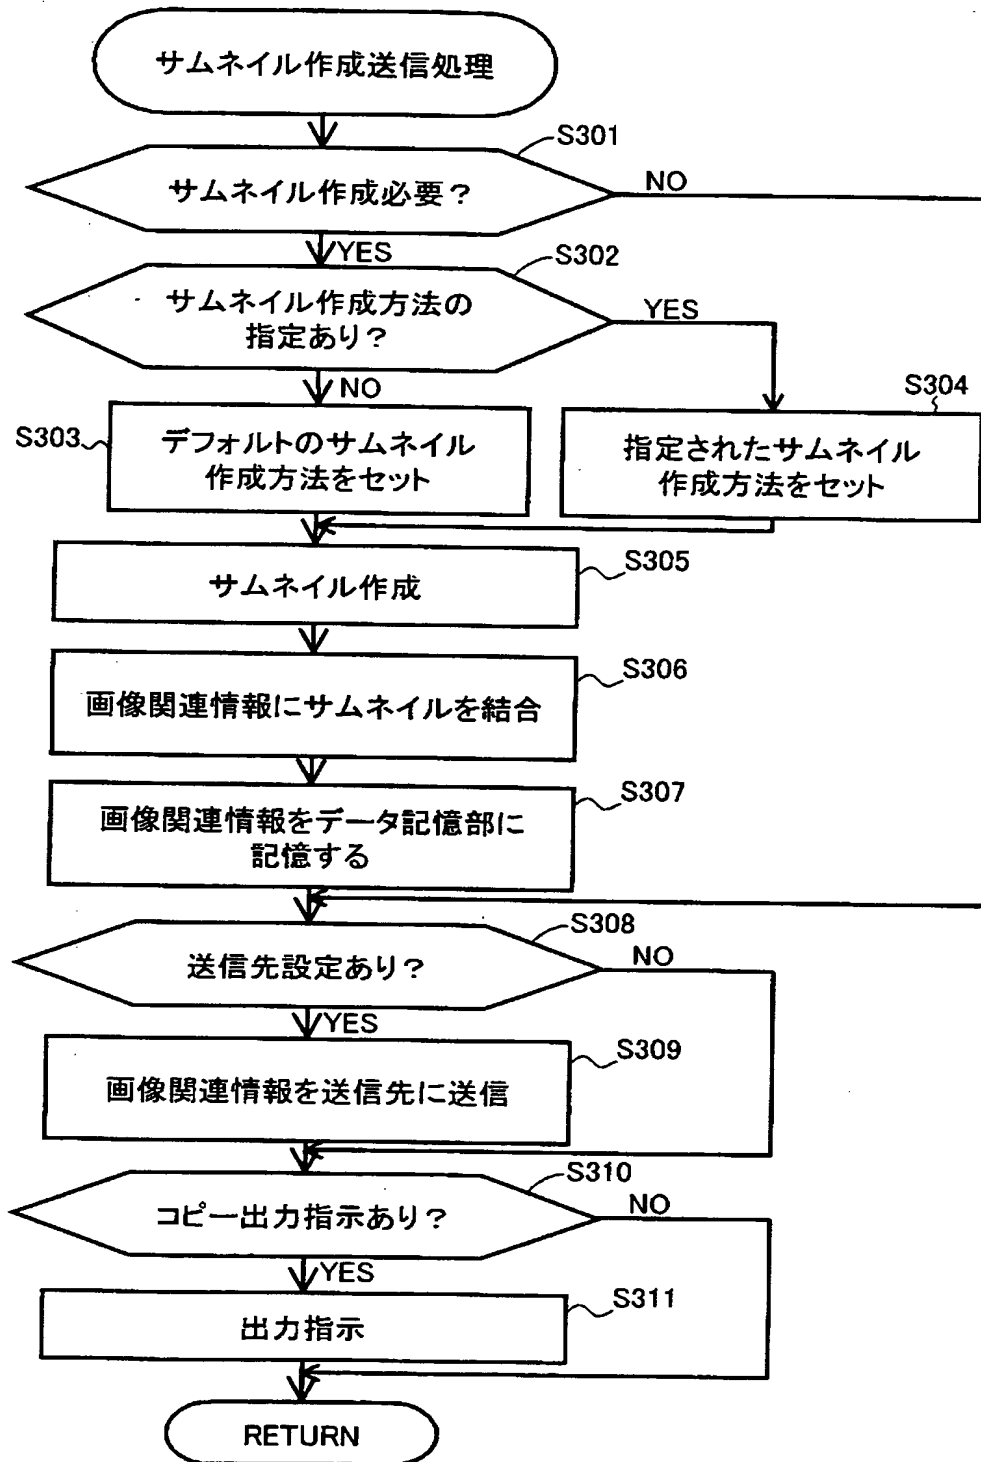 サムネイル作成送信処理
S301
サムネイル作成必要?
NO
YES
S302
サムネイル作成方法の
指定あり?
YES
NO
S303
デフォルトのサムネイル
作成方法をセット
S304
指定されたサムネイル
作成方法をセット
S305
サムネイル作成
S306
画像関連情報にサムネイルを結合
S307
画像関連情報をデータ記憶部に
記憶する
S308
送信先設定あり?
NO
YES
S309
画像関連情報を送信先に送信
S310
コピー出力指示あり?
NO
YES
S311
出力指示
RETURN